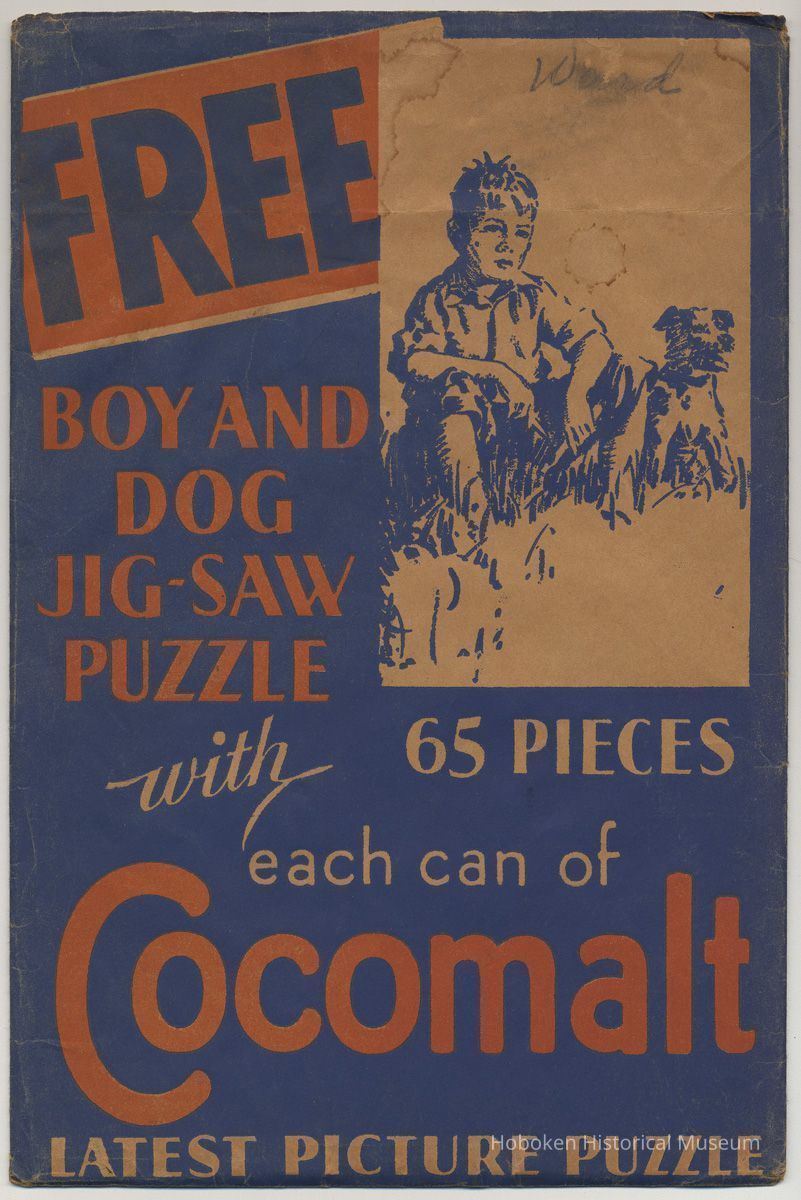 Ward
FREE
BOY AND
DOG
JIG-SAW
PUZZLE
65 PIECES
with
each can of
Cocomalt
LATEST PICTURE PUZZLE
Hoboken Historical Museum